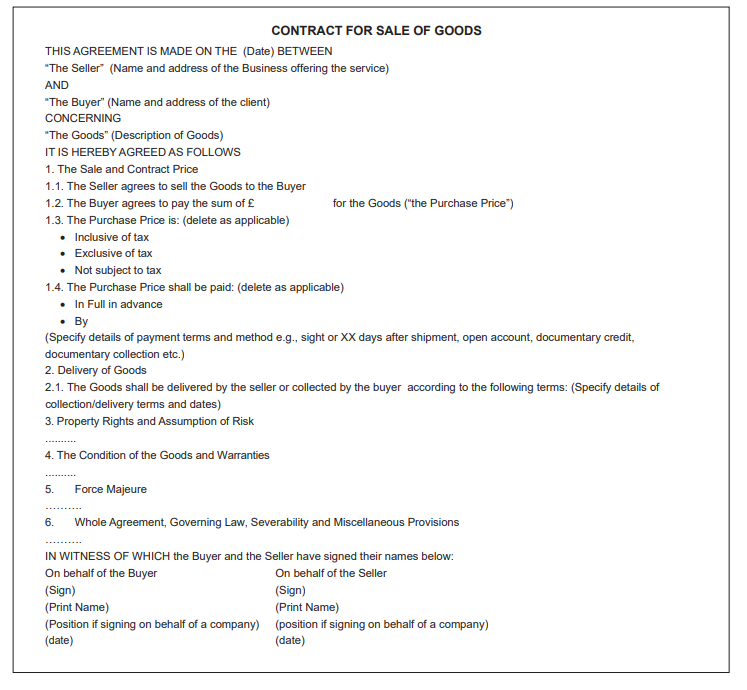 CONTRACT FOR SALE OF GOODS
THIS AGREEMENT IS MADE ON THE (Date) BETWEEN
“The Seller” (Name and address of the Business offering the service)
AND
“The Buyer” (Name and address of the client)
CONCERNING
“The Goods” (Description of Goods)
IT IS HEREBY AGREED AS FOLLOWS
1. The Sale and Contract Price
1.1. The Seller agrees to sell the Goods to the Buyer
1.2. The Buyer agrees to pay the sum of £ for the Goods (“the Purchase Price”)
1.3. The Purchase Price is: (delete as applicable)
• Inclusive of tax
• Exclusive of tax
• Not subject to tax
1.4. The Purchase Price shall be paid: (delete as applicable)
• In Full in advance
• By
(Specify details of payment terms and method e.g., sight or XX days after shipment, open account, documentary credit,
documentary collection etc.)
2. Delivery of Goods
2.1. The Goods shall be delivered by the seller or collected by the buyer according to the following terms: (Specify details of
collection/delivery terms and dates)
3. Property Rights and Assumption of Risk
..........
4. The Condition of the Goods and Warranties
..........
5. Force Majeure
……….
6. Whole Agreement, Governing Law, Severability and Miscellaneous Provisions
……….
IN WITNESS OF WHICH the Buyer and the Seller have signed their names below:
On behalf of the Buyer On behalf of the Seller
(Sign) (Sign)
(Print Name) (Print Name)
(Position if signing on behalf of a company) (position if signing on behalf of a company)
(date) (date)